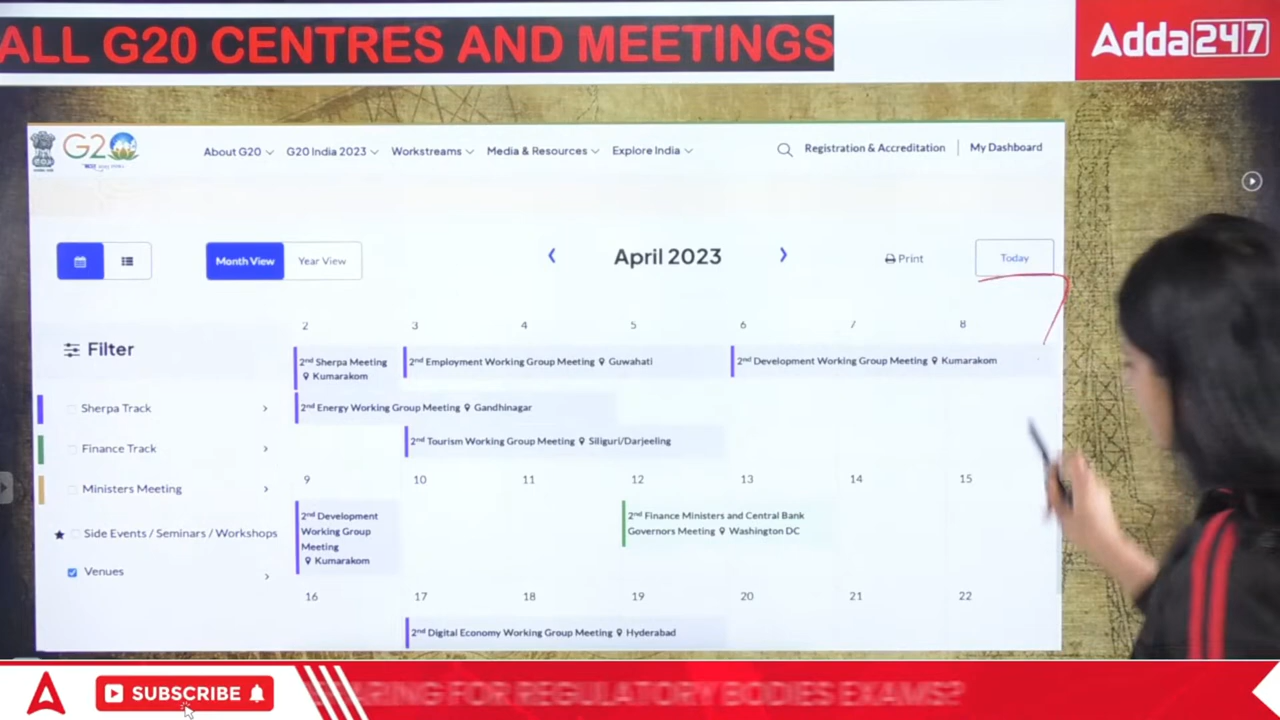 ALL G20 CENTRES AND MEETINGS
Adda247
G20
About G20
G20 India 2023
Workstreams
Media & Resources
Explore India
Registration & Accreditation
My Dashboard
Month View
Year View
April 2023
Print
Today
Filter
Sherpa Track
Finance Track
Ministers Meeting
Side Events / Seminars / Workshops
Venues
2 3 4 5 6 7 8
2nd Sherpa Meeting
Kumarakom
2nd Employment Working Group Meeting Guwahati
2nd Development Working Group Meeting Kumarakom
2nd Energy Working Group Meeting Gandhinagar
2nd Tourism Working Group Meeting Siliguri/Darjeeling
9 10 11 12 13 14 15
2nd Development
Working Group
Meeting
Kumarakom
2nd Finance Ministers and Central Bank
Governors Meeting Washington DC
16 17 18 19 20 21 22
2nd Digital Economy Working Group Meeting Hyderabad
SUBSCRIBE
FOR REGULATORY BODIES EXAMS?